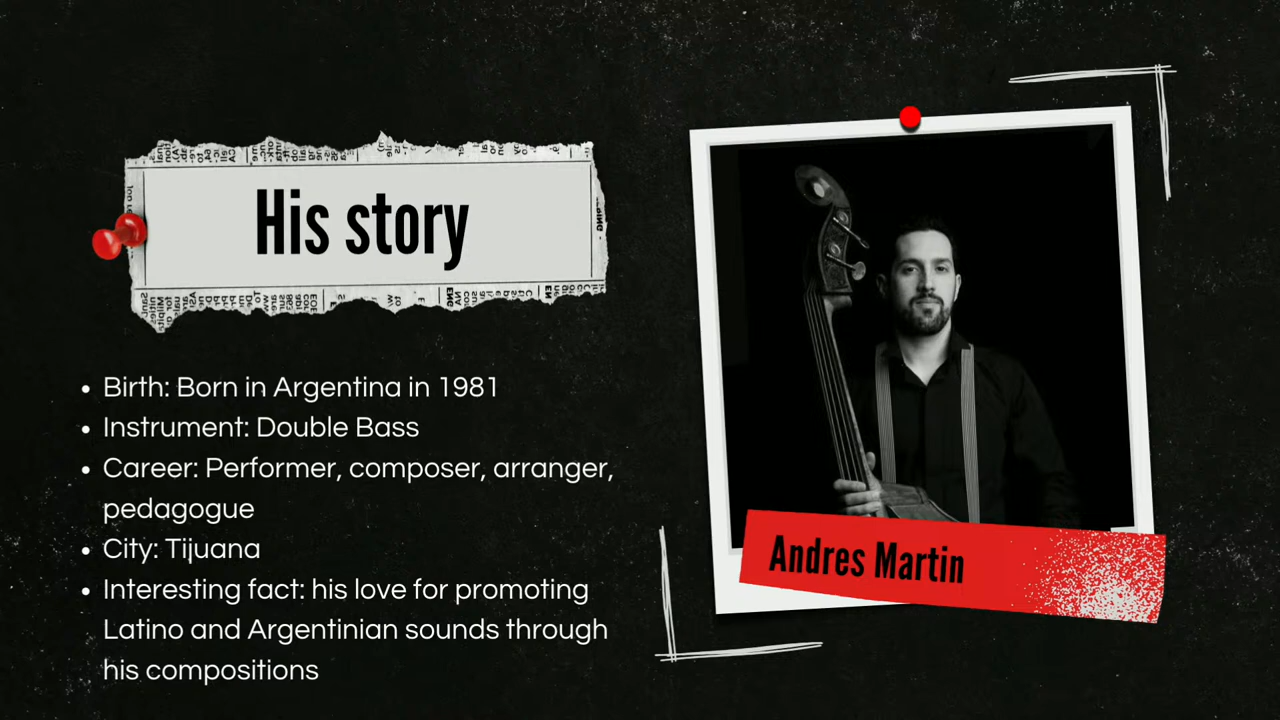 His story
• Birth: Born in Argentina in 1981
• Instrument: Double Bass
• Career: Performer, composer, arranger,
pedagogue
• City: Tijuana
• Interesting fact: his love for promoting
Latino and Argentinian sounds through
his compositions
Andres Martin